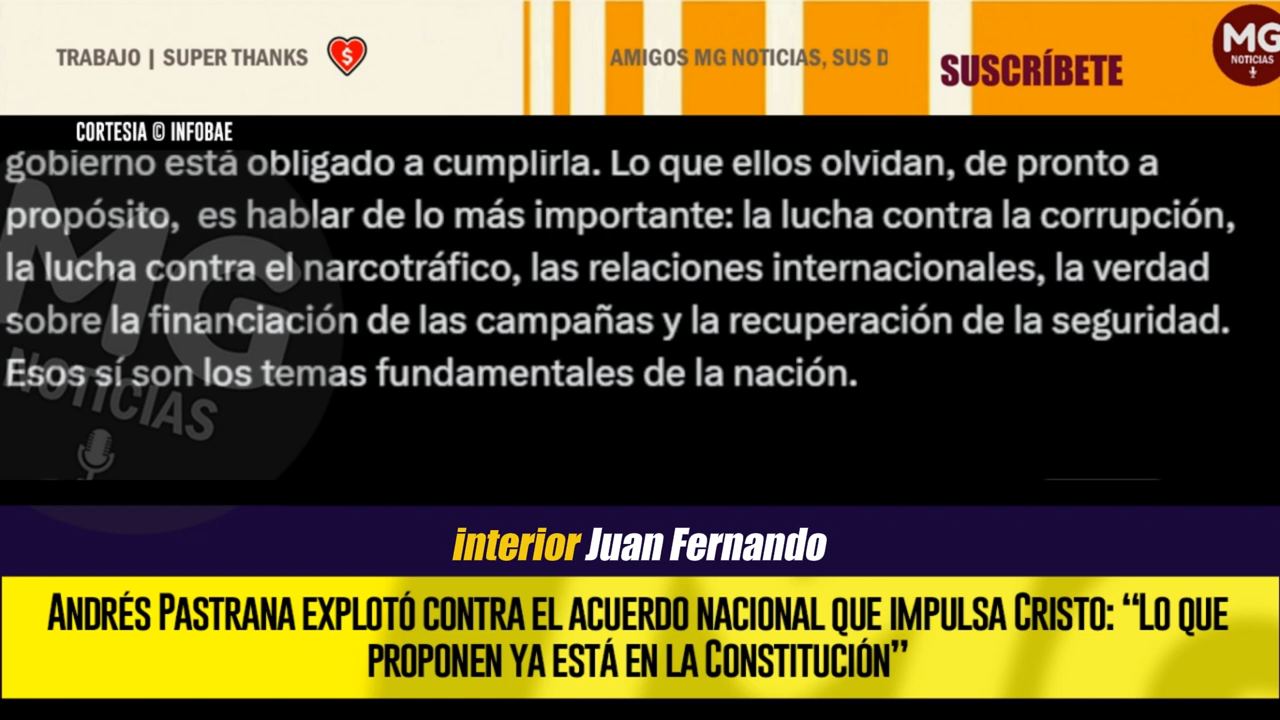 TRABAJO | SUPER THANKS
$
AMIGOS MG NOTICIAS, SUS D
SUSCRÍBETE
MG
NOTICIAS
CORTESIA © INFOBAE
gobierno está obligado a cumplirla. Lo que ellos olvidan, de pronto a
propósito, es hablar de lo más importante: la lucha contra la corrupción,
la lucha contra el narcotráfico, las relaciones internacionales, la verdad
sobre la financiación de las campañas y la recuperación de la seguridad.
Esos sí son los temas fundamentales de la nación.
MG
NOTICIAS
interior Juan Fernando
ANDRÉS PASTRANA EXPLOTÓ CONTRA EL ACUERDO NACIONAL QUE IMPULSA CRISTO: “LO QUE
PROPONEN YA ESTÁ EN LA CONSTITUCIÓN”